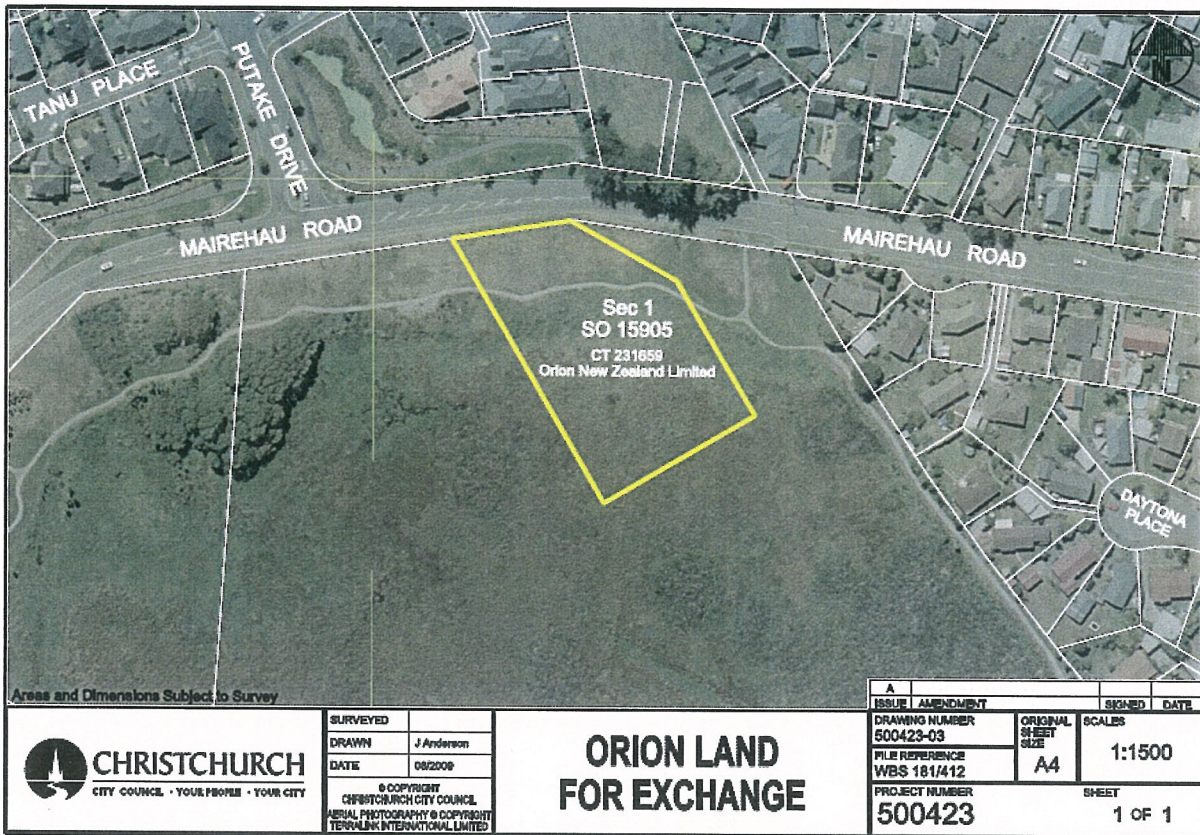 TANU PLACE
PUTAKE DRIVE
MAIREHAU ROAD
MAIREHAU ROAD
Sec 1
SO 15905
CT 231659
Orion New Zealand Limited
DAYTONA
PLACE
Areas and Dimensions Subject to Survey
CHRISTCHURCH
CITY COUNCIL · YOUR PEOPLE · YOUR CITY
SURVEYED
DRAWN J Anderson
DATE 08/2009
© COPYRIGHT
CHRISTCHURCH CITY COUNCIL
AERIAL PHOTOGRAPHY © COPYRIGHT
TERRALINK INTERNATIONAL LIMITED
ORION LAND
FOR EXCHANGE
A
ISSUE AMENDMENT SIGNED DATE
DRAWING NUMBER
500423-03
FILE REFERENCE
WBS 181/412
PROJECT NUMBER
500423
ORIGINAL
SHEET
SIZE
A4
SCALES
1:1500
SHEET
1 OF 1